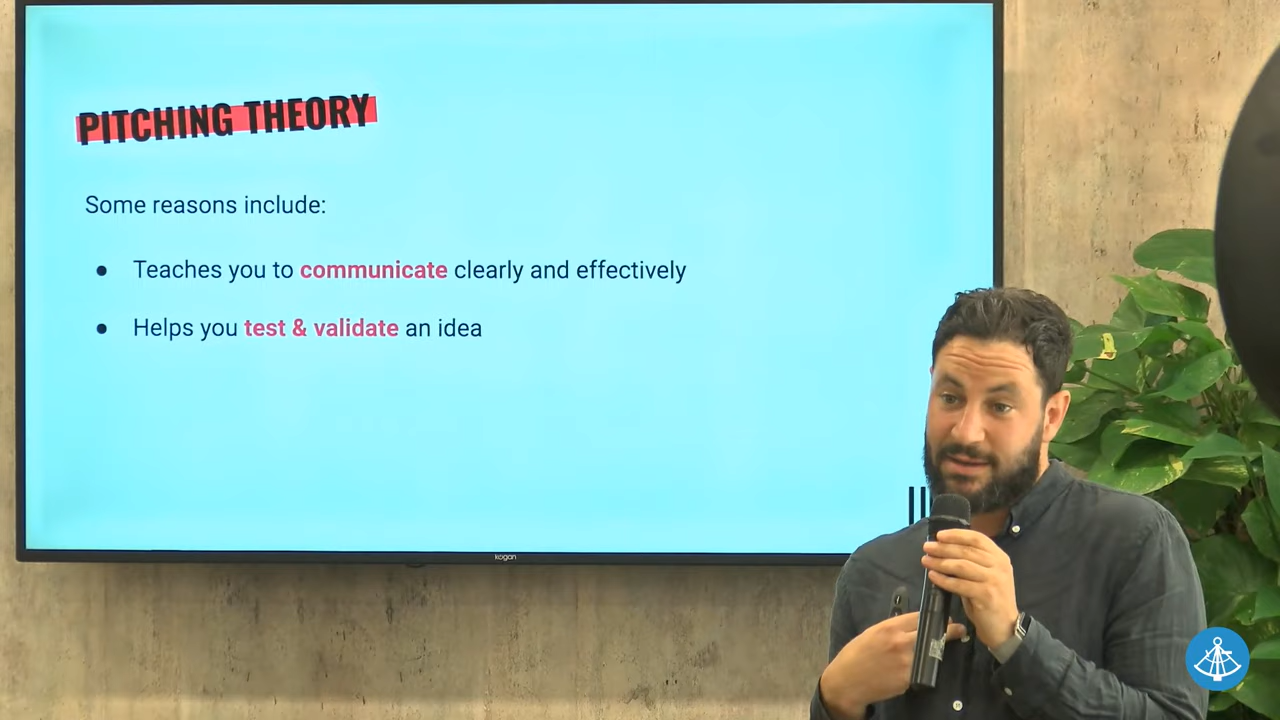 PITCHING THEORY
Some reasons include:
● Teaches you to communicate clearly and effectively
● Helps you test & validate an idea
kogan